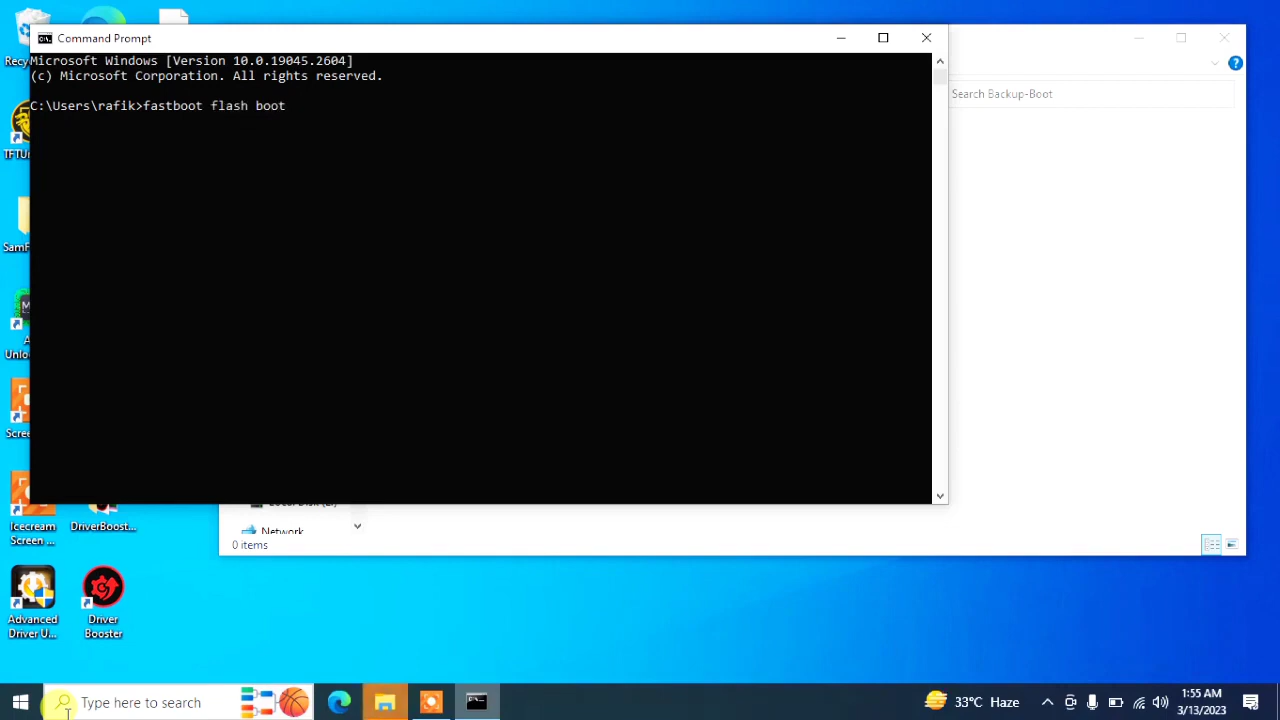 Command Prompt
Microsoft Windows [Version 10.0.19045.2604]
(c) Microsoft Corporation. All rights reserved.
C:\Users\rafik>fastboot flash boot
Search Backup-Boot
Network
0 items
DriverBoost...
Icecream
Screen ...
Advanced
Driver U...
Driver
Booster
Type here to search
33°C Haze
1:55 AM
3/13/2023